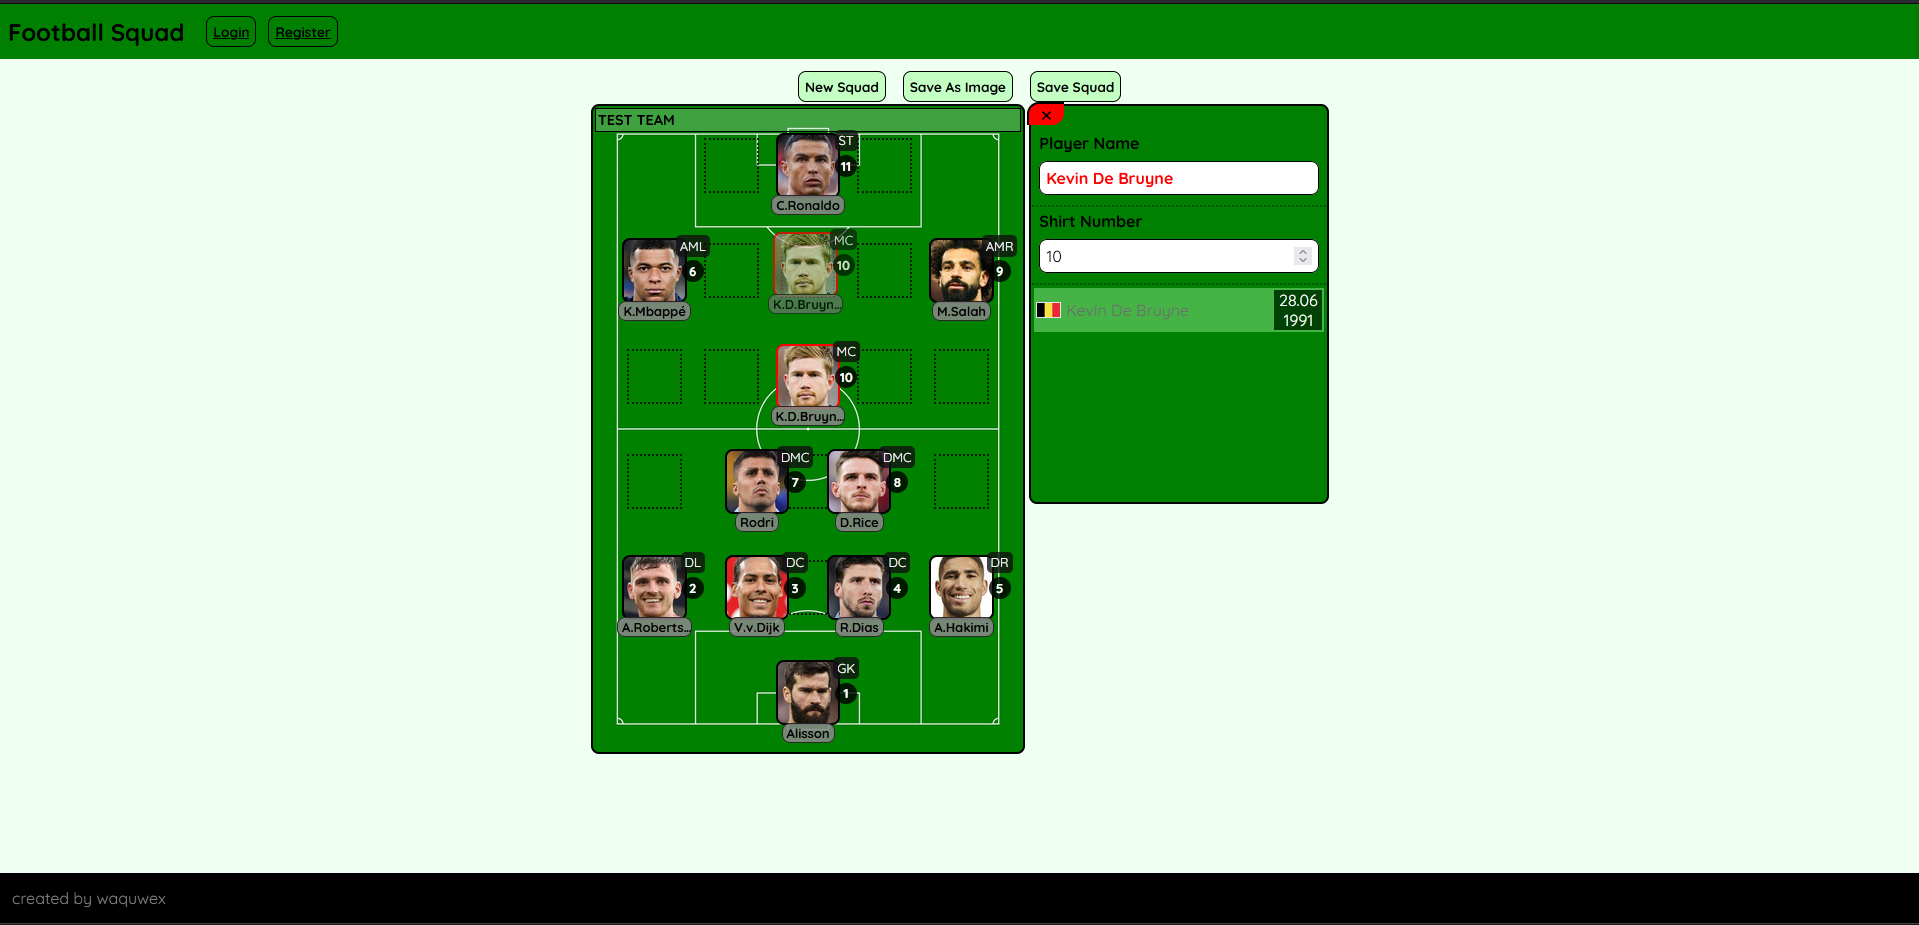 Football Squad
Login
Register
New Squad
Save As Image
Save Squad
TEST TEAM
ST
11
C.Ronaldo
AML
6
K.Mbappé
MC
10
K.D.Bruyn...
AMR
9
M.Salah
MC
10
K.D.Bruyn...
DMC
7
Rodri
DMC
8
D.Rice
DL
2
A.Roberts...
DC
3
V.v.Dijk
DC
4
R.Dias
DR
5
A.Hakimi
GK
1
Alisson
×
Player Name
Kevin De Bruyne
Shirt Number
10
Kevin De Bruyne
28.06
1991
created by waquwex